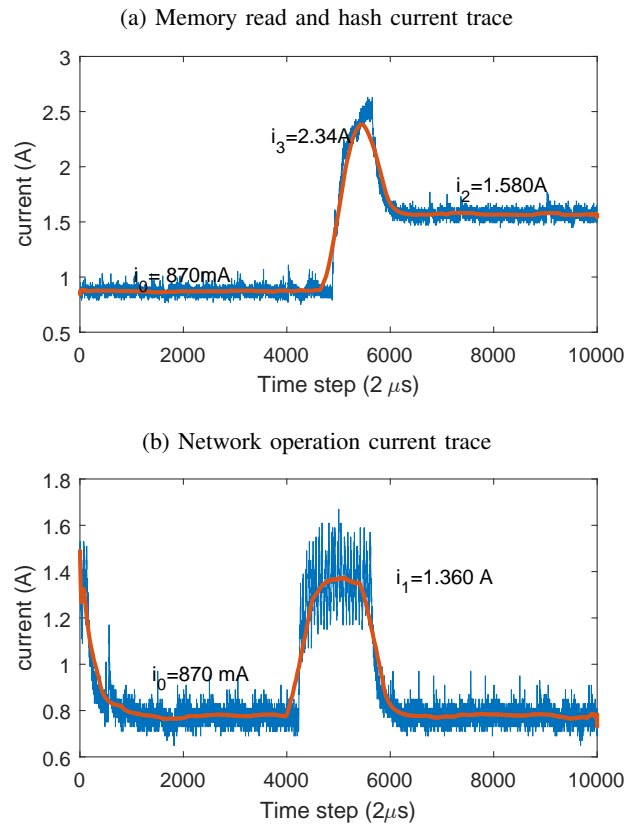 (a) Memory read and hash current trace
3
2.5
2
1.5
1
0.5
current (A)
i₃=2.34A
i₂=1.580A
i₀= 870mA
0 2000 4000 6000 8000 10000
Time step (2 μs)
(b) Network operation current trace
1.8
1.6
1.4
1.2
1
0.8
0.6
current (A)
i₁=1.360 A
i₀=870 mA
0 2000 4000 6000 8000 10000
Time step (2μs)